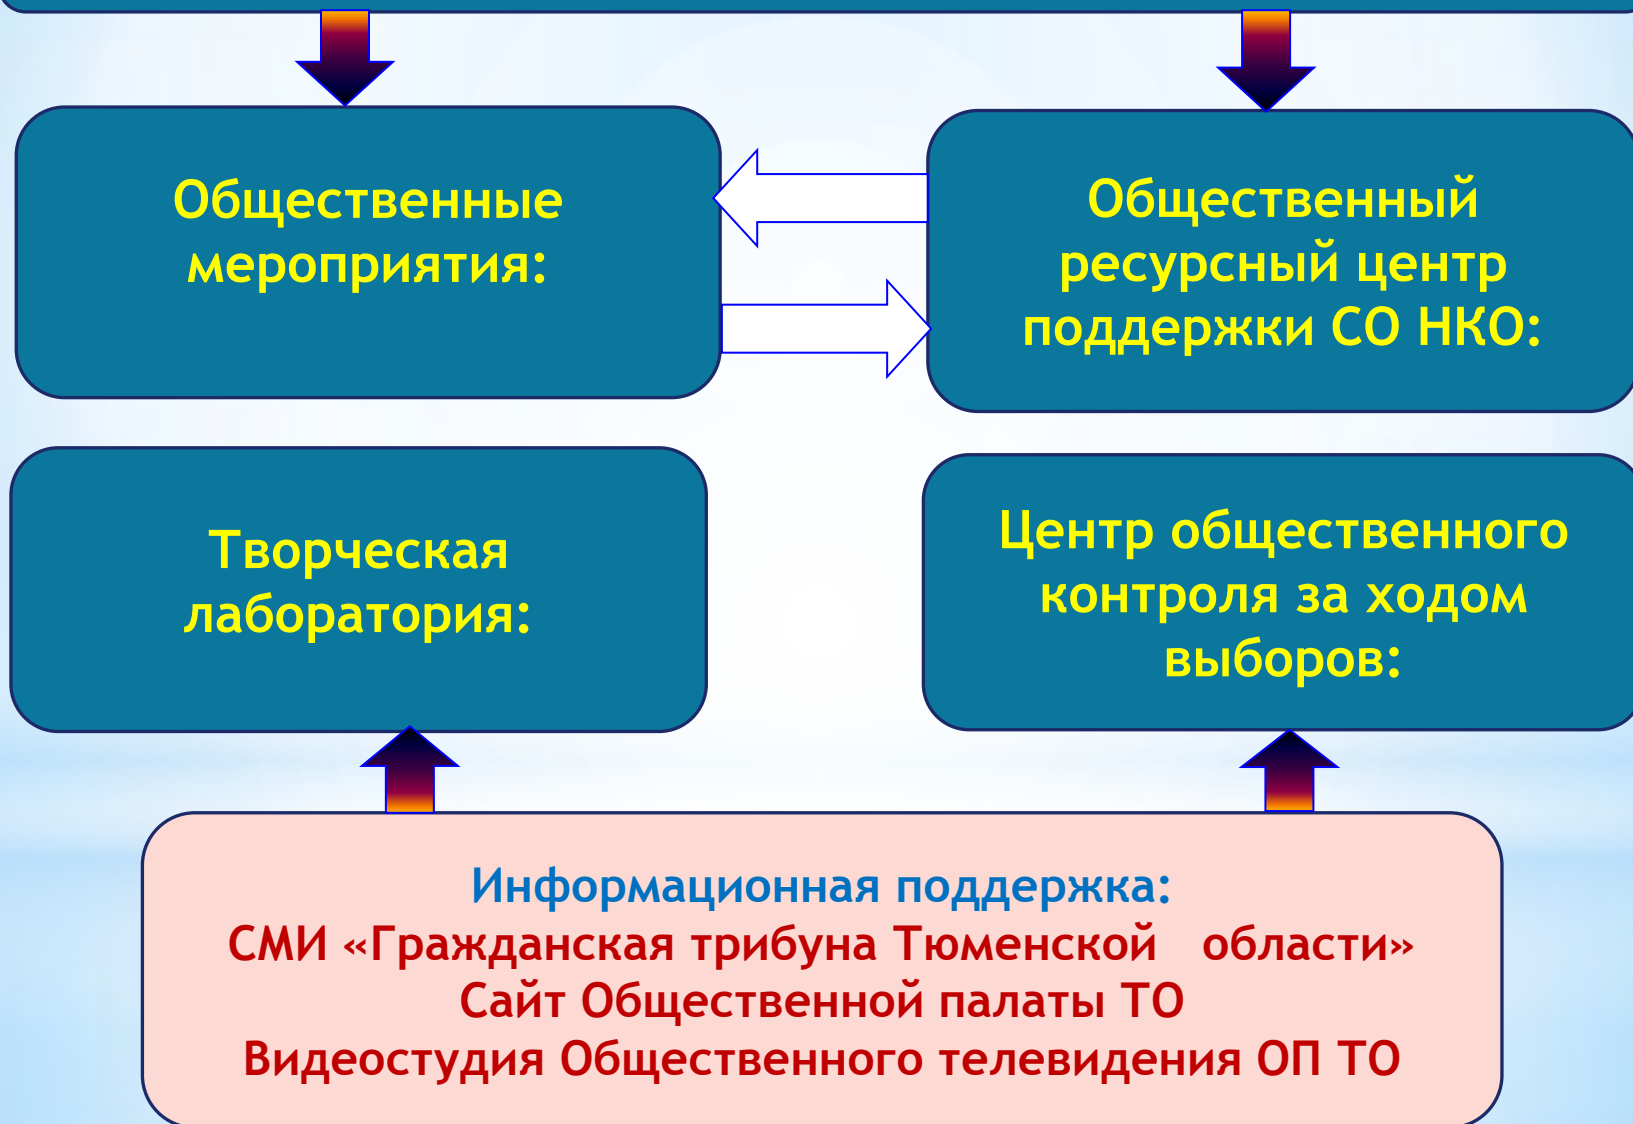 Общественные
мероприятия:
Общественный
ресурсный центр
поддержки СО НКО:
Творческая
лаборатория:
Центр общественного
контроля за ходом
выборов:
Информационная поддержка:
СМИ «Гражданская трибуна Тюменской области»
Сайт Общественной палаты ТО
Видеостудия Общественного телевидения ОП ТО